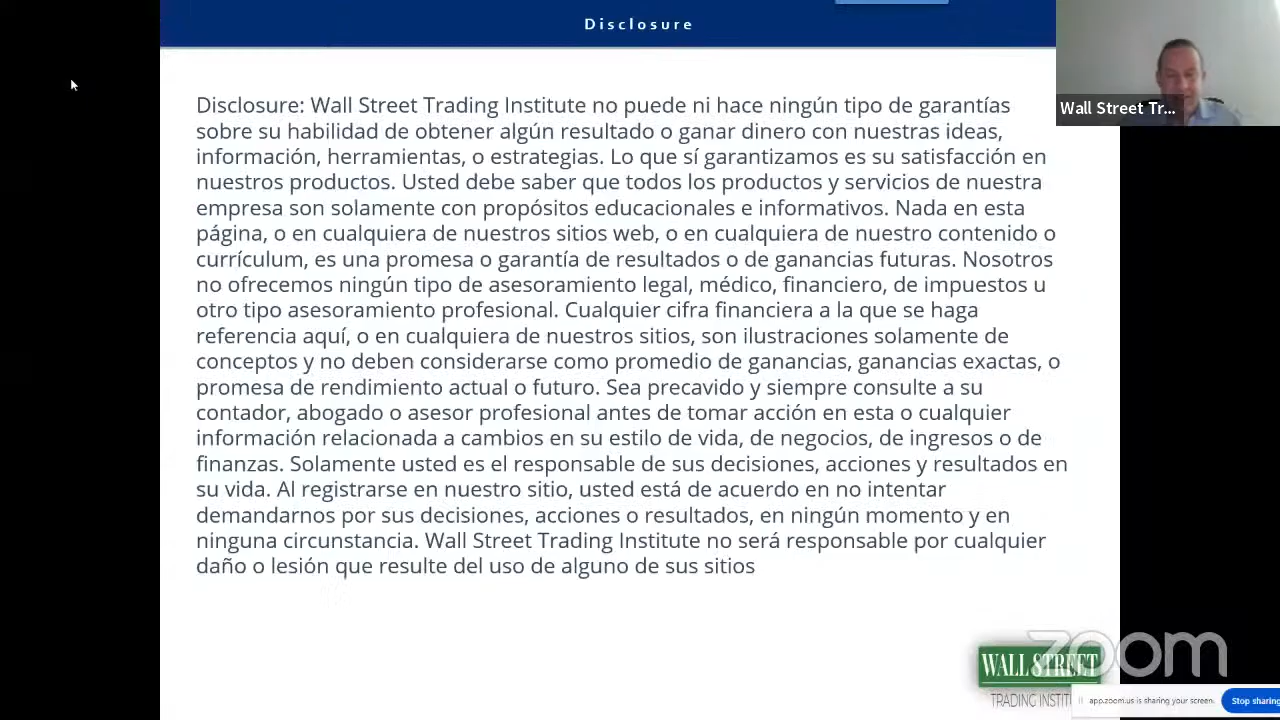 Disclosure
Wall Street Tr...
Disclosure: Wall Street Trading Institute no puede ni hace ningún tipo de garantías
sobre su habilidad de obtener algún resultado o ganar dinero con nuestras ideas,
información, herramientas, o estrategias. Lo que sí garantizamos es su satisfacción en
nuestros productos. Usted debe saber que todos los productos y servicios de nuestra
empresa son solamente con propósitos educacionales e informativos. Nada en esta
página, o en cualquiera de nuestros sitios web, o en cualquiera de nuestro contenido o
currículum, es una promesa o garantía de resultados o de ganancias futuras. Nosotros
no ofrecemos ningún tipo de asesoramiento legal, médico, financiero, de impuestos u
otro tipo asesoramiento profesional. Cualquier cifra financiera a la que se haga
referencia aquí, o en cualquiera de nuestros sitios, son ilustraciones solamente de
conceptos y no deben considerarse como promedio de ganancias, ganancias exactas, o
promesa de rendimiento actual o futuro. Sea precavido y siempre consulte a su
contador, abogado o asesor profesional antes de tomar acción en esta o cualquier
información relacionada a cambios en su estilo de vida, de negocios, de ingresos o de
finanzas. Solamente usted es el responsable de sus decisiones, acciones y resultados en
su vida. Al registrarse en nuestro sitio, usted está de acuerdo en no intentar
demandarnos por sus decisiones, acciones o resultados, en ningún momento y en
ninguna circunstancia. Wall Street Trading Institute no será responsable por cualquier
daño o lesión que resulte del uso de alguno de sus sitios
zoom
WALL STREET
TRADING INSTIT
app.zoom.us is sharing your screen.
Stop sharing